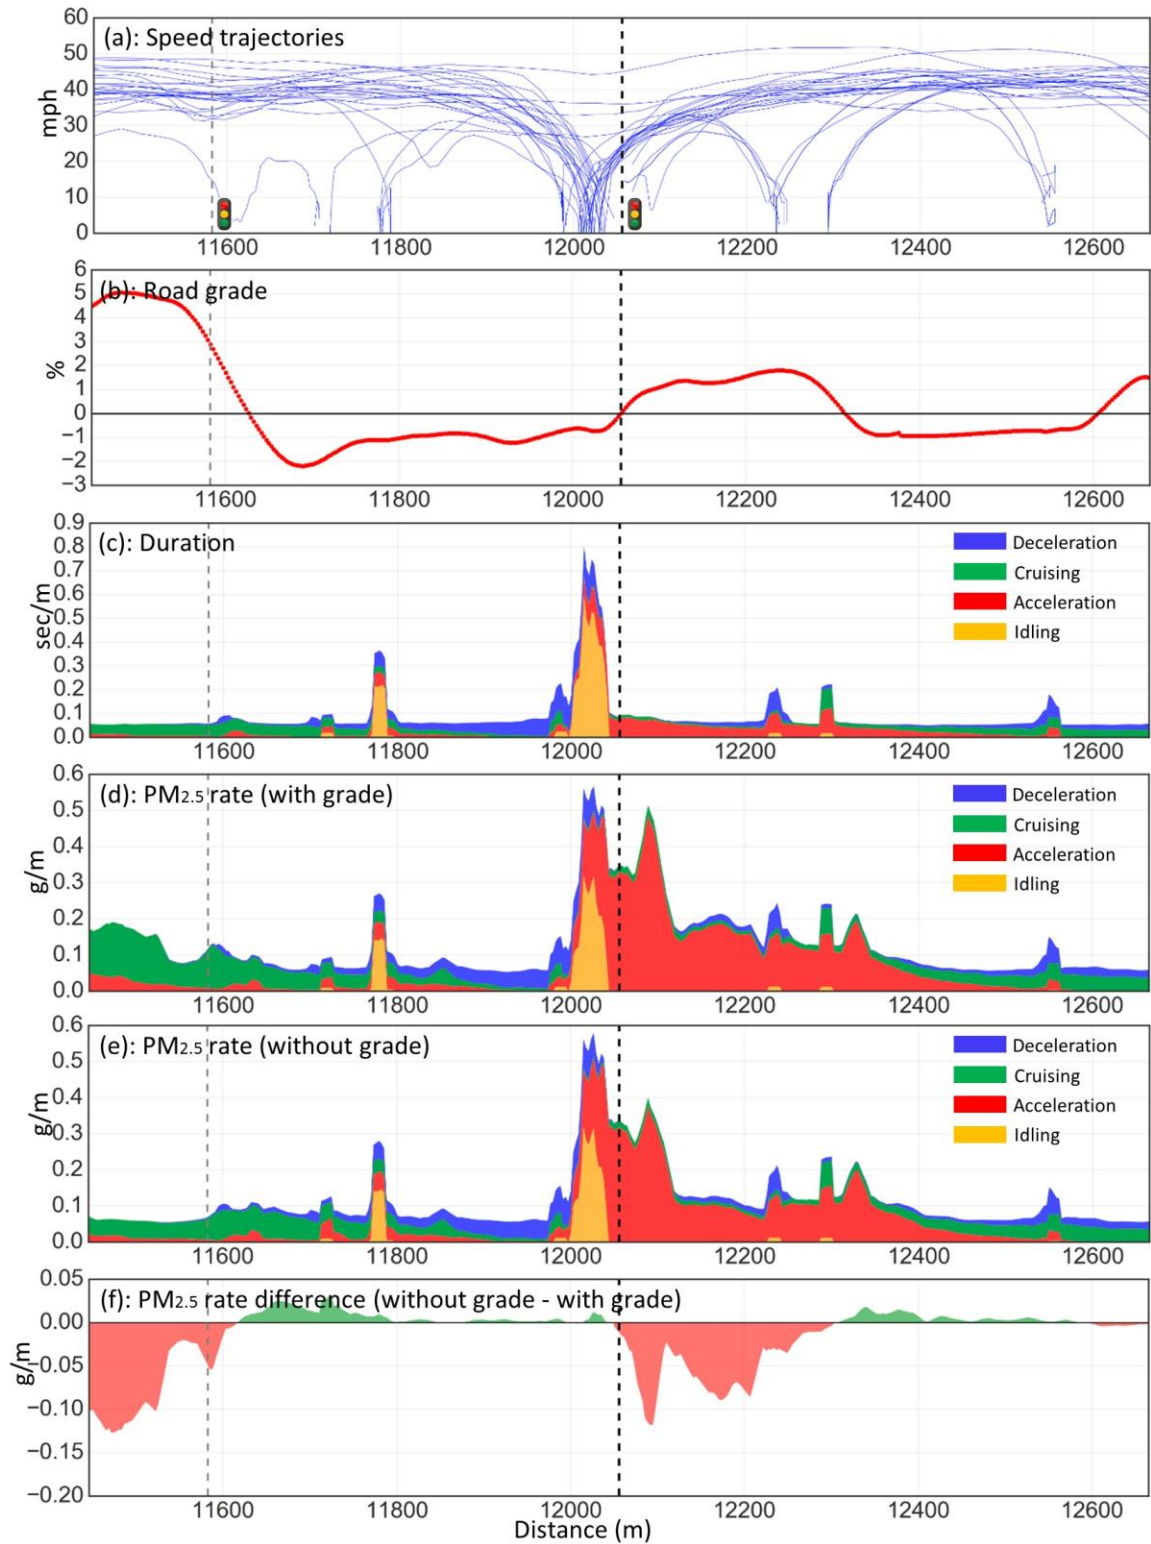 (a): Speed trajectories
60
50
40
30
20
10
0
mph
11600 11800 12000 12200 12400 12600
(b): Road grade
6
5
4
3
2
1
0
−1
−2
−3
%
11600 11800 12000 12200 12400 12600
(c): Duration
0.9
0.8
0.7
0.6
0.5
0.4
0.3
0.2
0.1
0.0
sec/m
Deceleration
Cruising
Acceleration
Idling
11600 11800 12000 12200 12400 12600
(d): PM2.5 rate (with grade)
0.6
0.5
0.4
0.3
0.2
0.1
0.0
g/m
Deceleration
Cruising
Acceleration
Idling
11600 11800 12000 12200 12400 12600
(e): PM2.5 rate (without grade)
0.6
0.5
0.4
0.3
0.2
0.1
0.0
g/m
Deceleration
Cruising
Acceleration
Idling
11600 11800 12000 12200 12400 12600
(f): PM2.5 rate difference (without grade - with grade)
0.05
0.00
−0.05
−0.10
−0.15
−0.20
g/m
11600 11800 12000 12200 12400 12600
Distance (m)